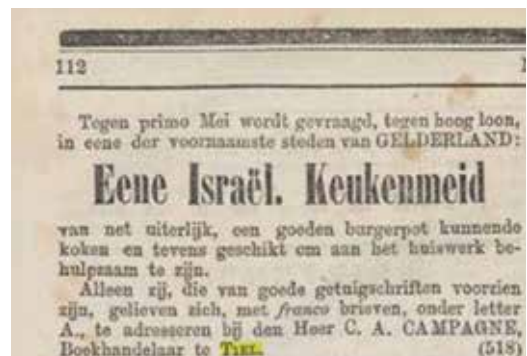 112
Tegen primo Mei wordt gevraagd, tegen hoog loon,
in eene der voornaamste steden van GELDERLAND:
Eene Israël. Keukenmeid
van net uiterlijk, een goeden burgerpot kunnende
koken en tevens geschikt om aan het huiswerk be-
hulpzaam te zijn.
Alleen zij, die van goede getuigschriften voorzien
zijn, gelieven zich, met franco brieven, onder letter
A., te adresseren bij den Heer C. A. CAMPAGNE,
Boekhandelaar te TIEL. (518)